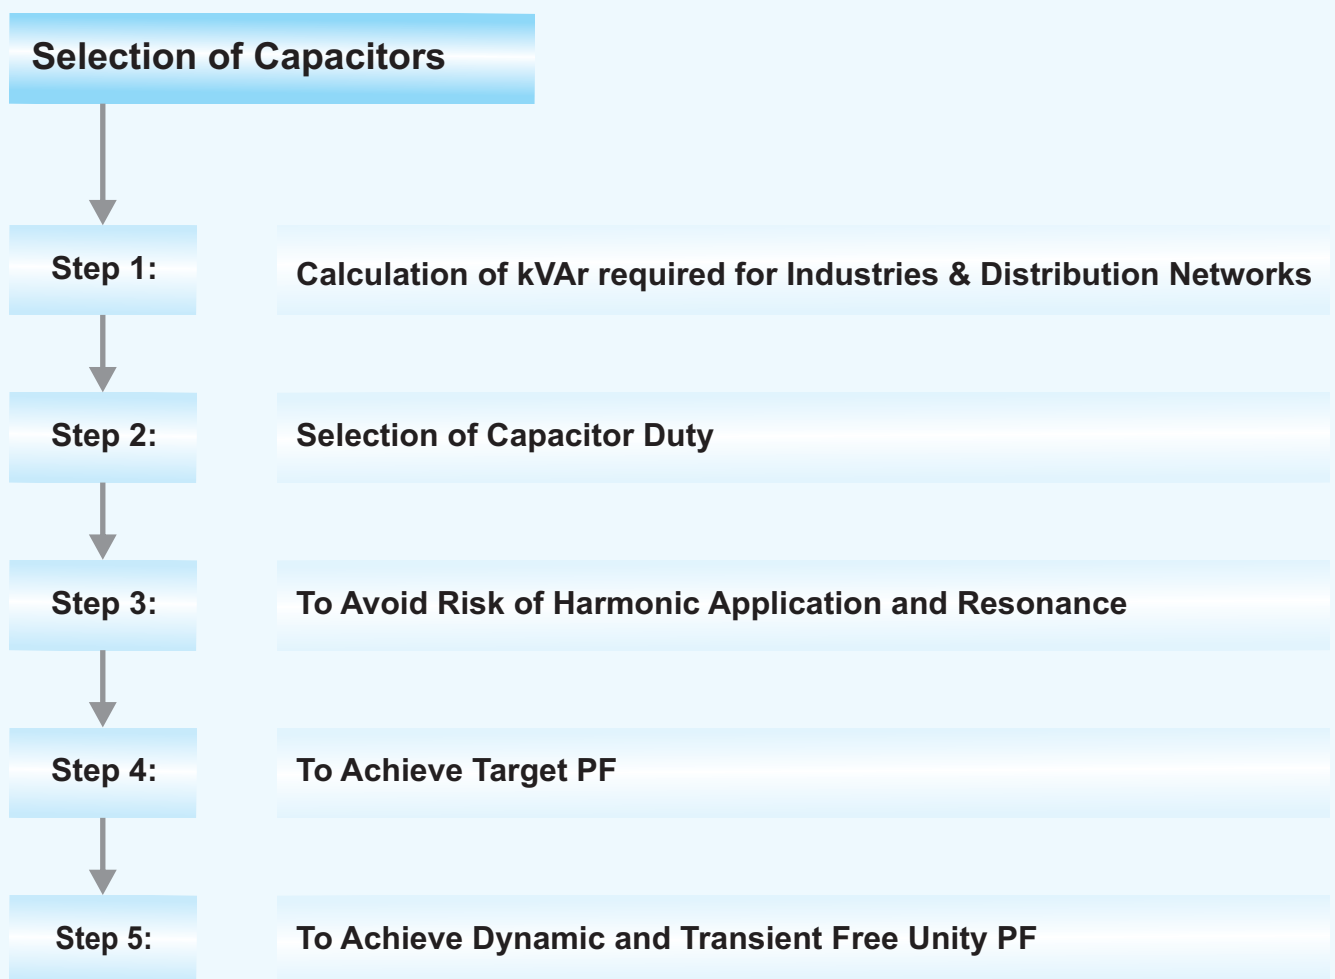 Selection of Capacitors
Step 1:
Calculation of kVAr required for Industries & Distribution Networks
Step 2:
Selection of Capacitor Duty
Step 3:
To Avoid Risk of Harmonic Application and Resonance
Step 4:
To Achieve Target PF
Step 5:
To Achieve Dynamic and Transient Free Unity PF